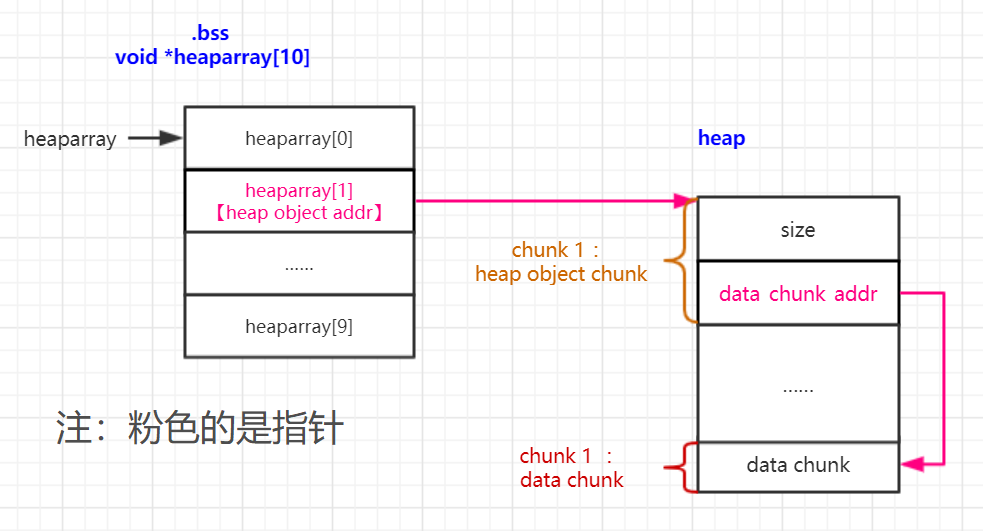 .bss
void *heaparray[10]
heaparray
heaparray[0]
heaparray[1]
【heap object addr】
……
heaparray[9]
heap
size
chunk 1 ：
heap object chunk
data chunk addr
……
chunk 1 ：
data chunk
data chunk
注：粉色的是指针